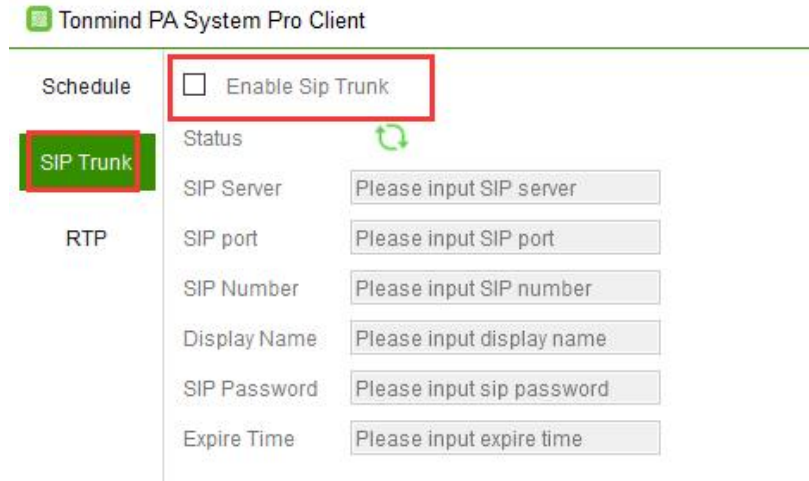 Tonmind PA System Pro Client
Schedule
Enable Sip Trunk
Status
SIP Trunk
SIP Server Please input SIP server
RTP
SIP port Please input SIP port
SIP Number Please input SIP number
Display Name Please input display name
SIP Password Please input sip password
Expire Time Please input expire time